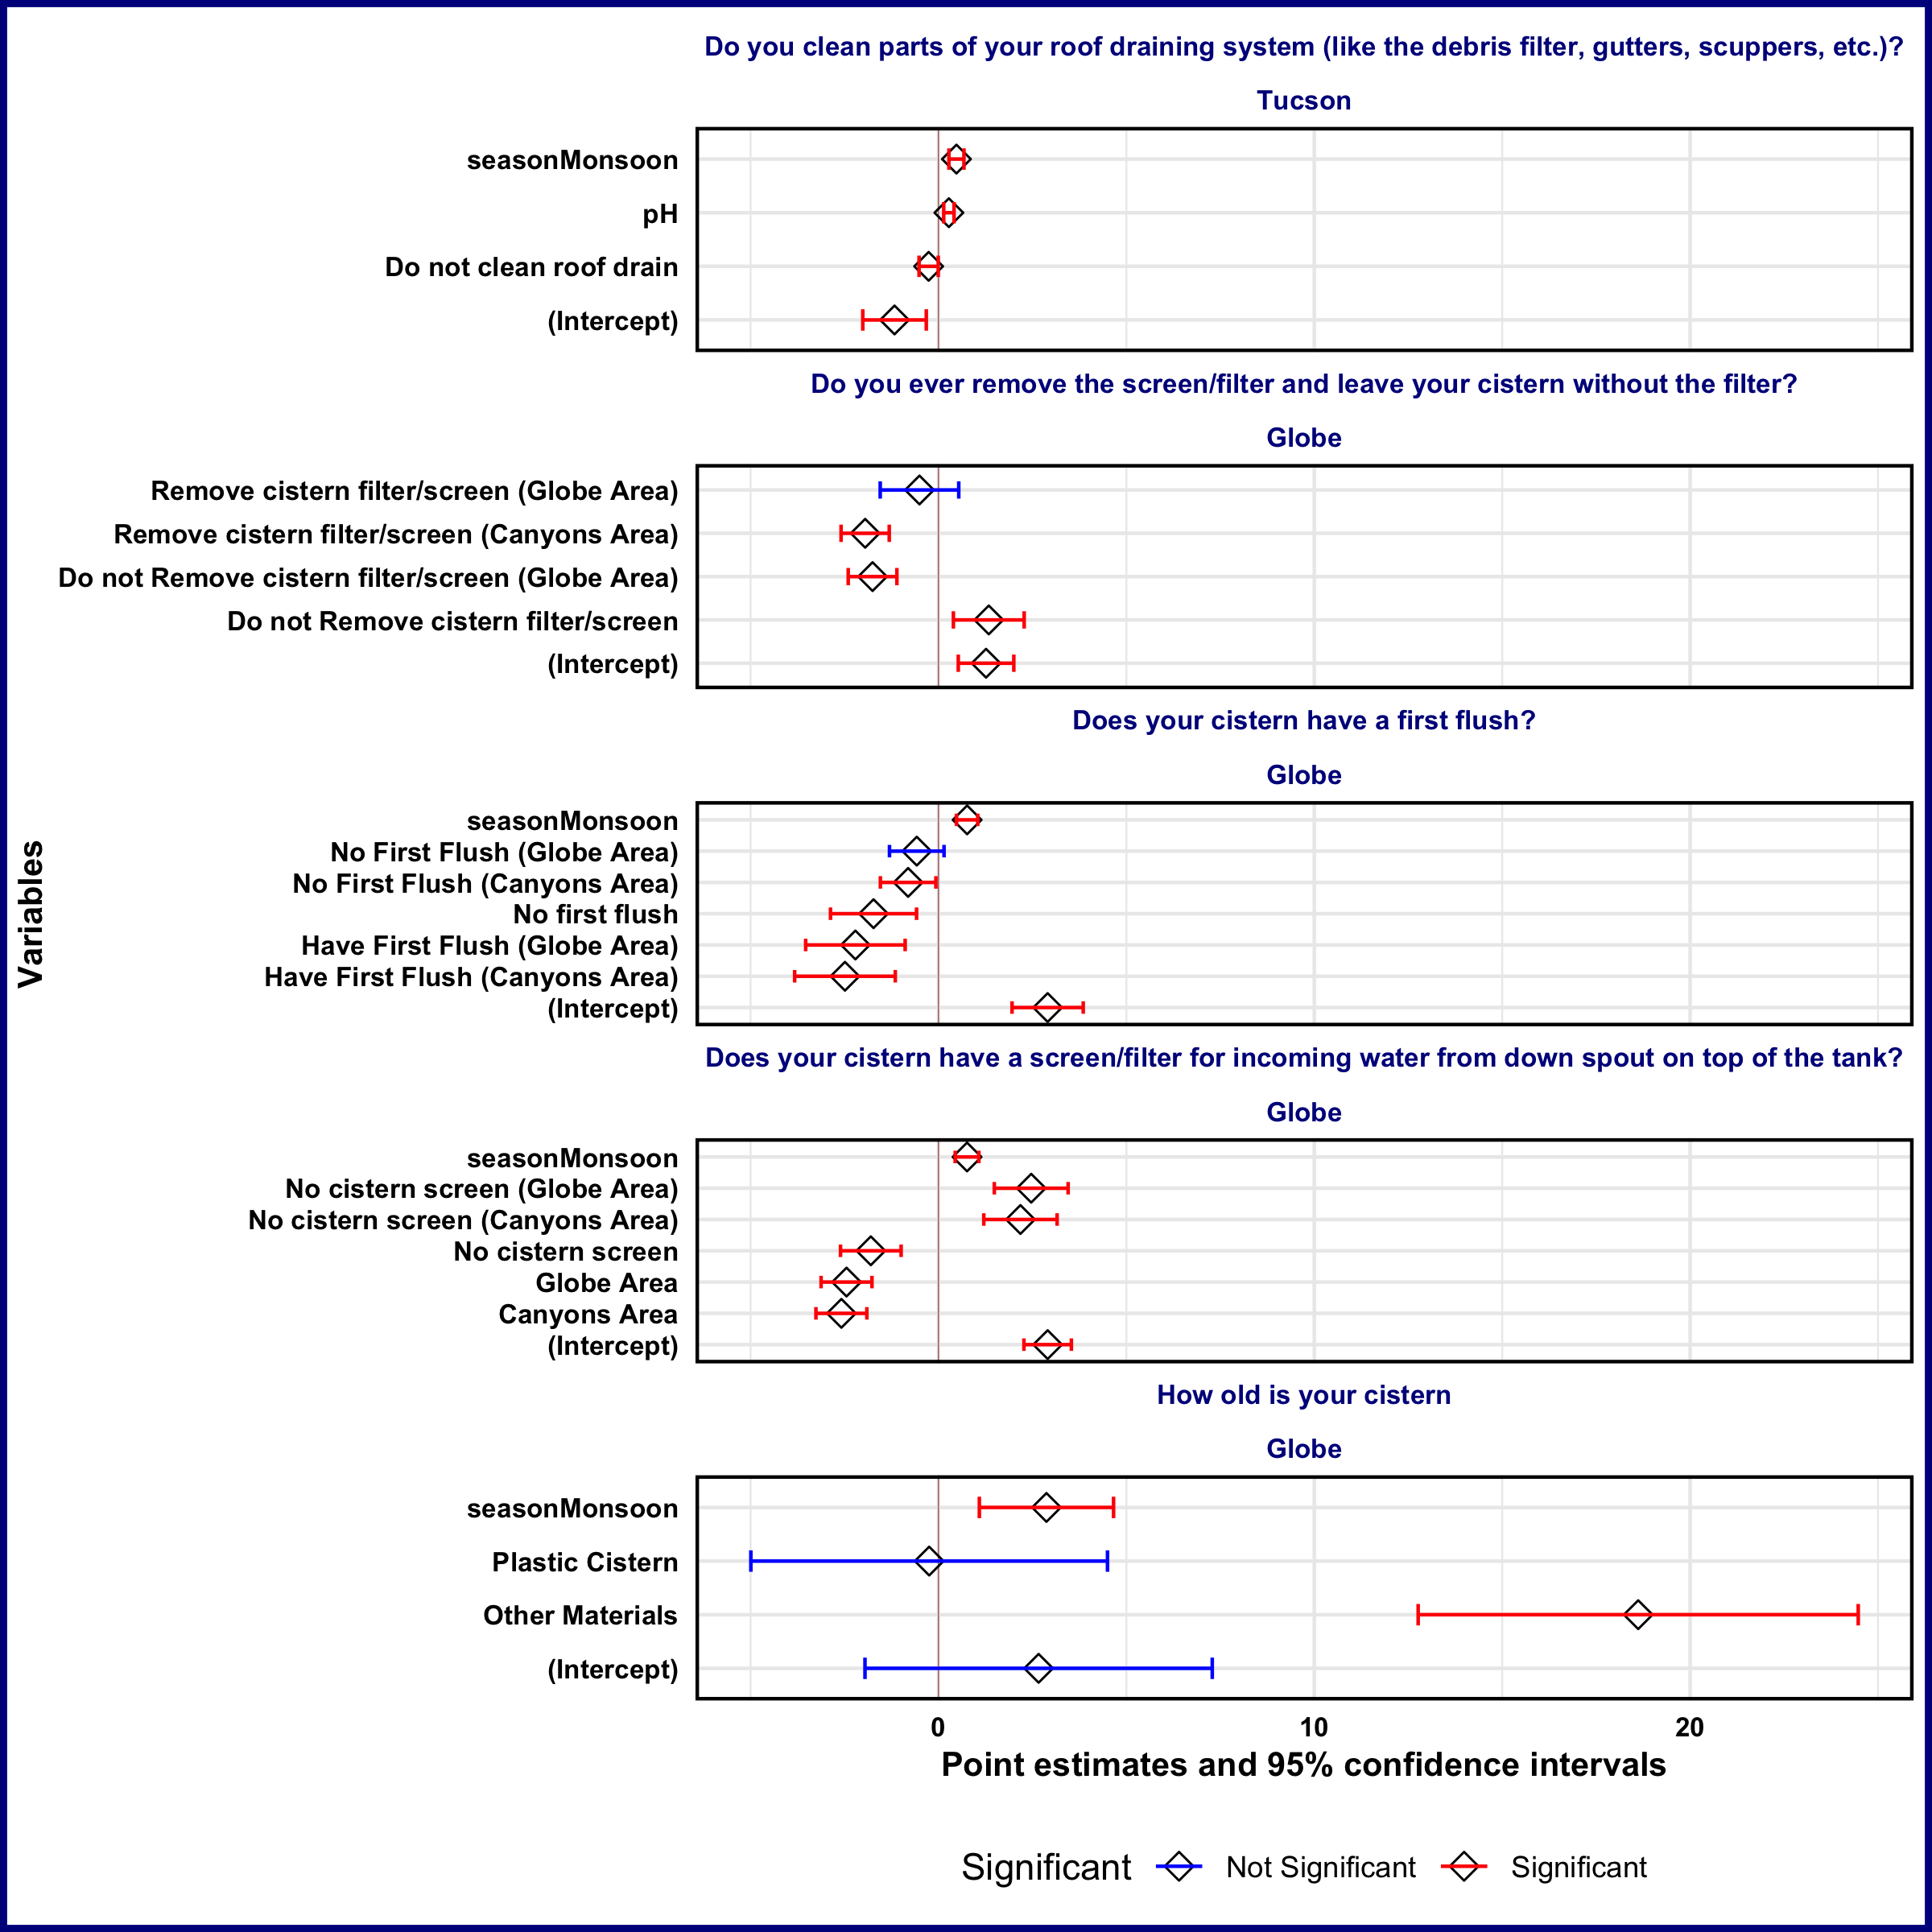 Do you clean parts of your roof draining system (like the debris filter, gutters, scuppers, etc.)?
Tucson
seasonMonsoon
pH
Do not clean roof drain
(Intercept)
Do you ever remove the screen/filter and leave your cistern without the filter?
Globe
Remove cistern filter/screen (Globe Area)
Remove cistern filter/screen (Canyons Area)
Do not Remove cistern filter/screen (Globe Area)
Do not Remove cistern filter/screen
(Intercept)
Does your cistern have a first flush?
Globe
Variables
seasonMonsoon
No First Flush (Globe Area)
No First Flush (Canyons Area)
No first flush
Have First Flush (Globe Area)
Have First Flush (Canyons Area)
(Intercept)
Does your cistern have a screen/filter for incoming water from down spout on top of the tank?
Globe
seasonMonsoon
No cistern screen (Globe Area)
No cistern screen (Canyons Area)
No cistern screen
Globe Area
Canyons Area
(Intercept)
How old is your cistern
Globe
seasonMonsoon
Plastic Cistern
Other Materials
(Intercept)
0 10 20
Point estimates and 95% confidence intervals
Significant Not Significant Significant